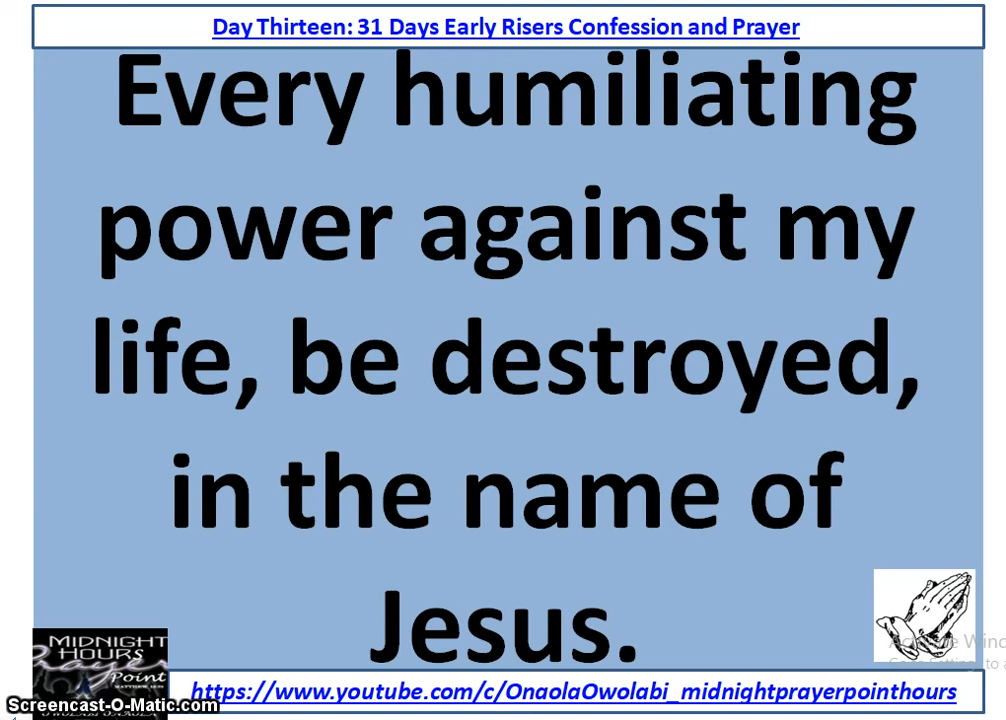 Day Thirteen: 31 Days Early Risers Confession and Prayer
Every humiliating
power against my
life, be destroyed,
in the name of
Jesus.
MIDNIGHT
HOURS
Prayer
Point
https://www.youtube.com/c/OnaolaOwolabi_midnightprayerpointhours
Screencast-O-Matic.com